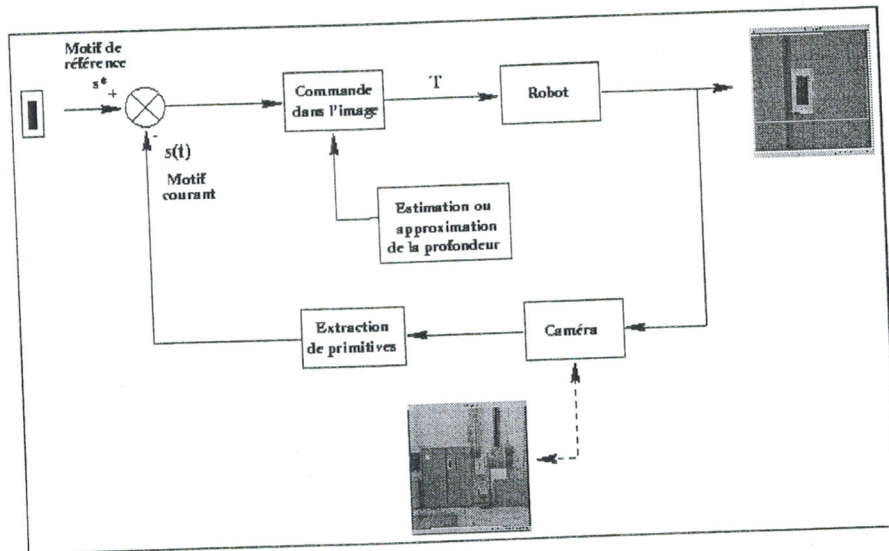 Motif de
référence
s*
+
-
s(t)
Motif
courant
Commande
dans l'image
T
Robot
Estimation ou
approximation
de la profondeur
Extraction
de primitives
Caméra